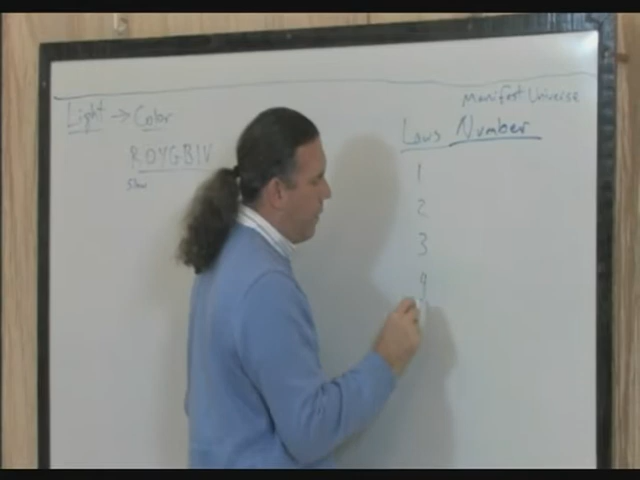 Manifest Universe
Light → Color
Laws Number
ROYGBIV
Slow
1
2
3
4